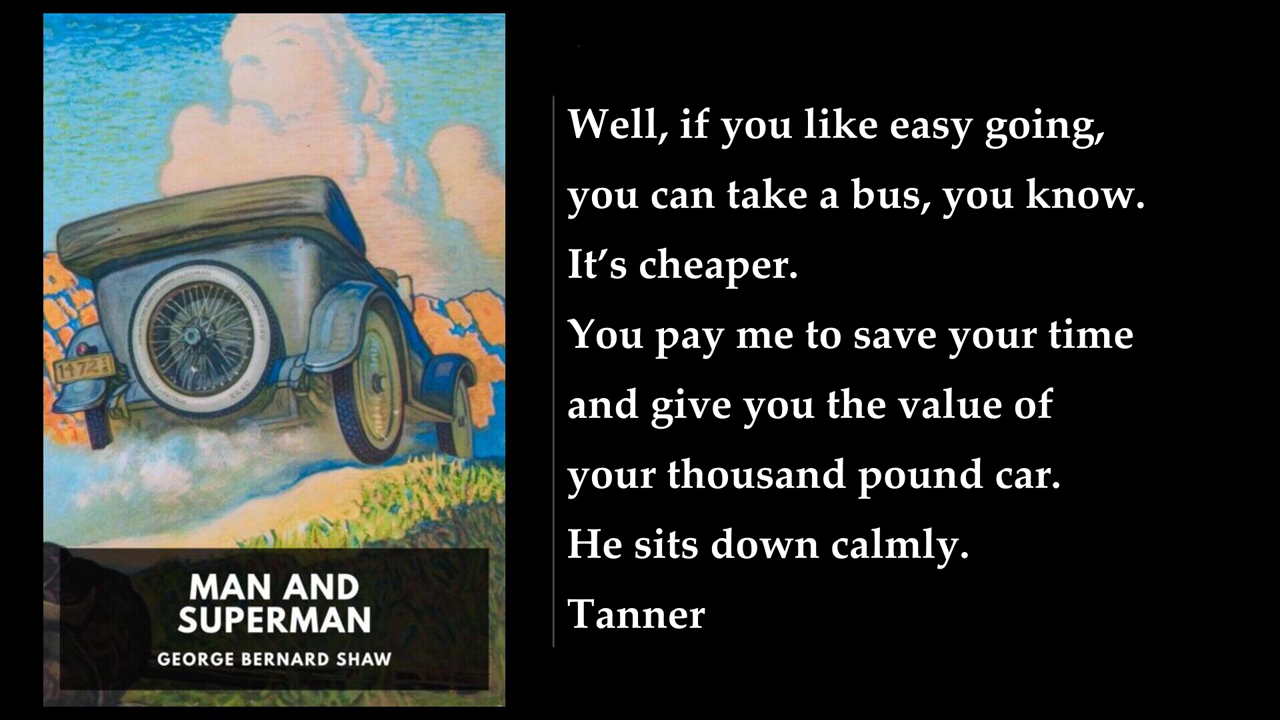 1472
MAN AND
SUPERMAN
GEORGE BERNARD SHAW
Well, if you like easy going,
you can take a bus, you know.
It’s cheaper.
You pay me to save your time
and give you the value of
your thousand pound car.
He sits down calmly.
Tanner